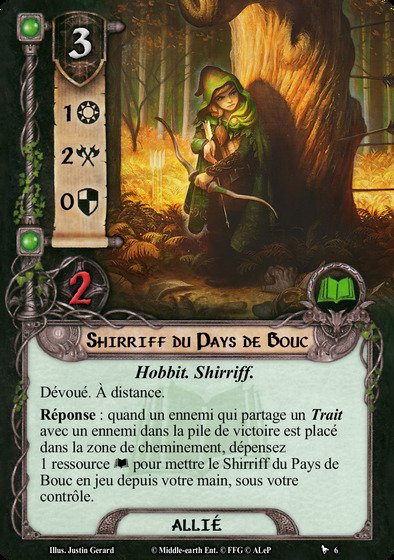 3
1
2
0
2
Shirriff du Pays de Bouc
Hobbit. Shirriff.
Dévoué. À distance.
Réponse : quand un ennemi qui partage un Trait
avec un ennemi dans la pile de victoire est placé
dans la zone de cheminement, dépensez
1 ressource pour mettre le Shirriff du Pays de
Bouc en jeu depuis votre main, sous votre
contrôle.
ALLIÉ
Illus. Justin Gerard © Middle-earth Ent. © FFG © ALeP 6